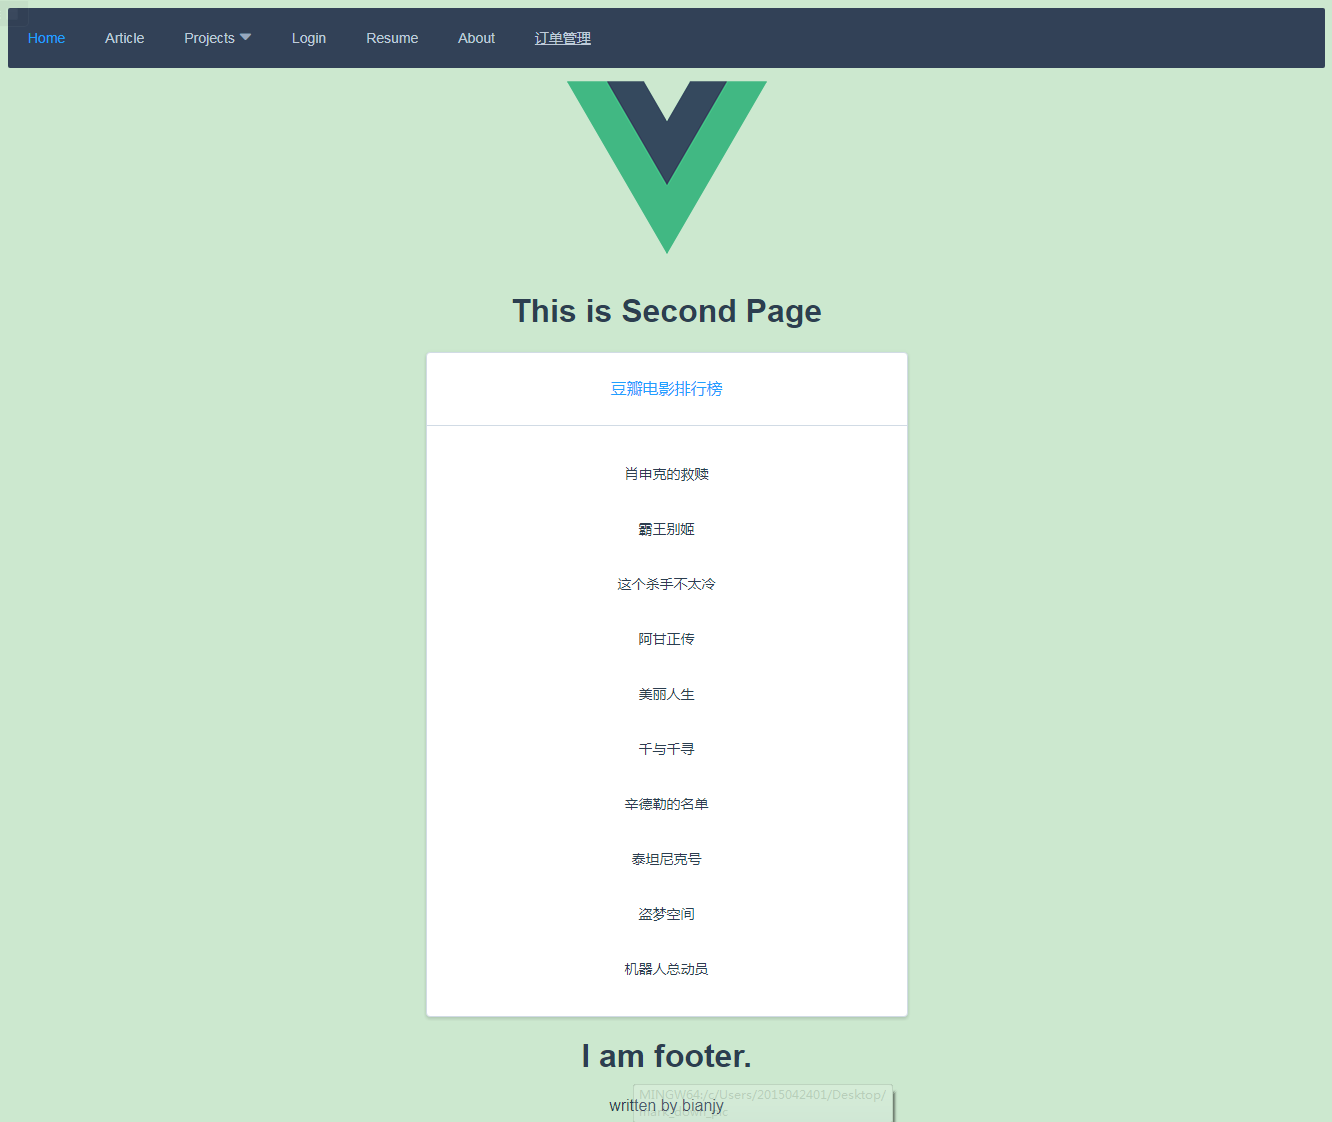 Home Article Projects Login Resume About 订单管理
This is Second Page
豆瓣电影排行榜
肖申克的救赎
霸王别姬
这个杀手不太冷
阿甘正传
美丽人生
千与千寻
辛德勒的名单
泰坦尼克号
盗梦空间
机器人总动员
I am footer.
MINGW64:/c/Users/2015042401/Desktop/
written by bianjy